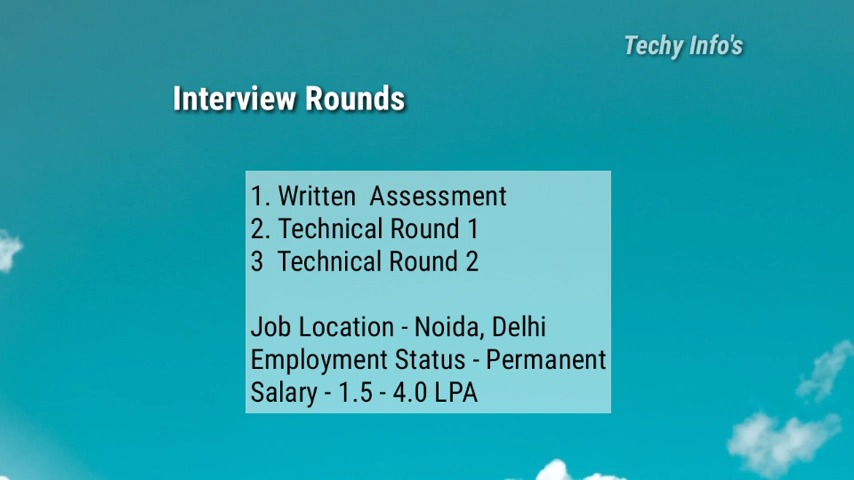 Techy Info's
Interview Rounds
1. Written  Assessment
2. Technical Round 1
3  Technical Round 2
Job Location - Noida, Delhi
Employment Status - Permanent
Salary - 1.5 - 4.0 LPA